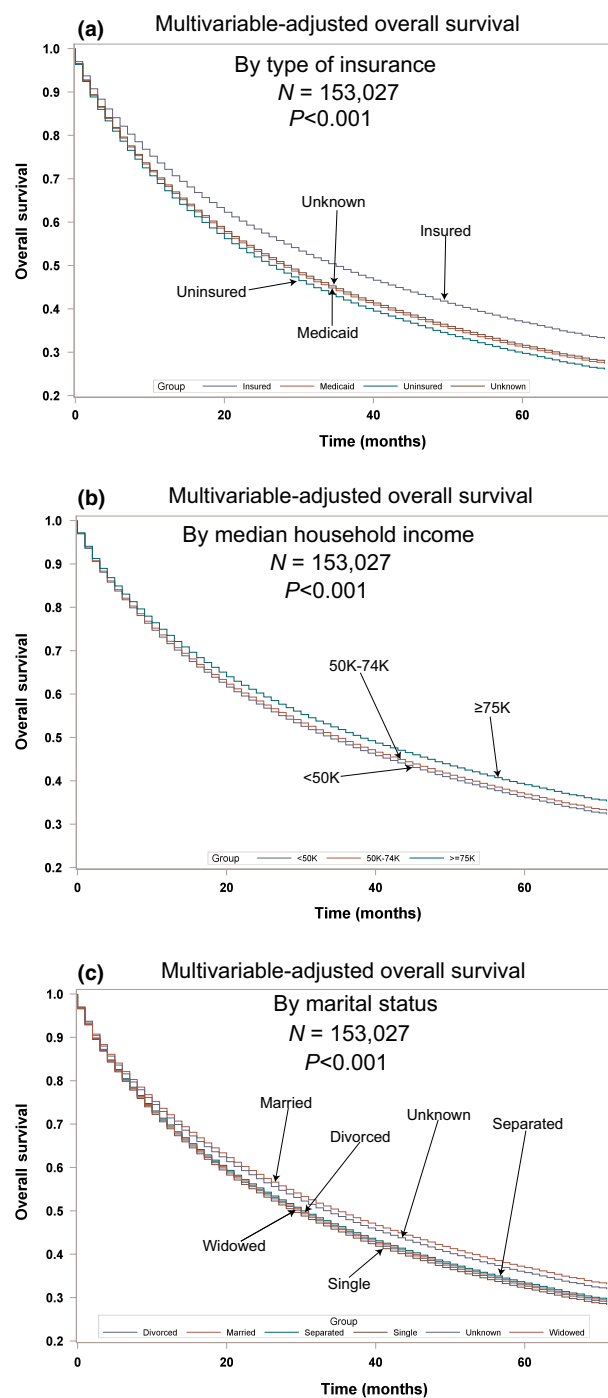 (a) Multivariable-adjusted overall survival
By type of insurance
N = 153,027
P<0.001
Overall survival
1.0
0.9
0.8
0.7
0.6
0.5
0.4
0.3
0.2
Unknown
Insured
Uninsured
Medicaid
Group Insured Medicaid Uninsured Unknown
0 20 40 60
Time (months)
(b) Multivariable-adjusted overall survival
By median household income
N = 153,027
P<0.001
Overall survival
1.0
0.9
0.8
0.7
0.6
0.5
0.4
0.3
0.2
50K-74K
≥75K
<50K
Group <50K 50K-74K >=75K
0 20 40 60
Time (months)
(c) Multivariable-adjusted overall survival
By marital status
N = 153,027
P<0.001
Overall survival
1.0
0.9
0.8
0.7
0.6
0.5
0.4
0.3
0.2
Married
Unknown
Separated
Divorced
Widowed
Single
Group
Divorced Married Separated Single Unknown Widowed
0 20 40 60
Time (months)